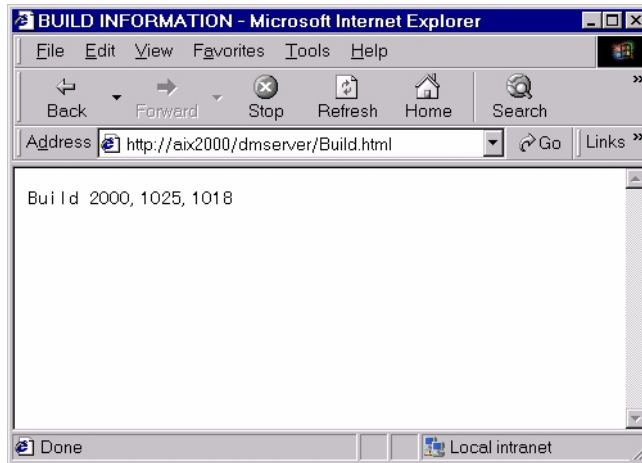 BUILD INFORMATION - Microsoft Internet Explorer
File Edit View Favorites Tools Help
Back Forward Stop Refresh Home Search »
Address http://aix2000/dmserver/Build.html Go Links »
Build 2000, 1025, 1018
Done Local intranet